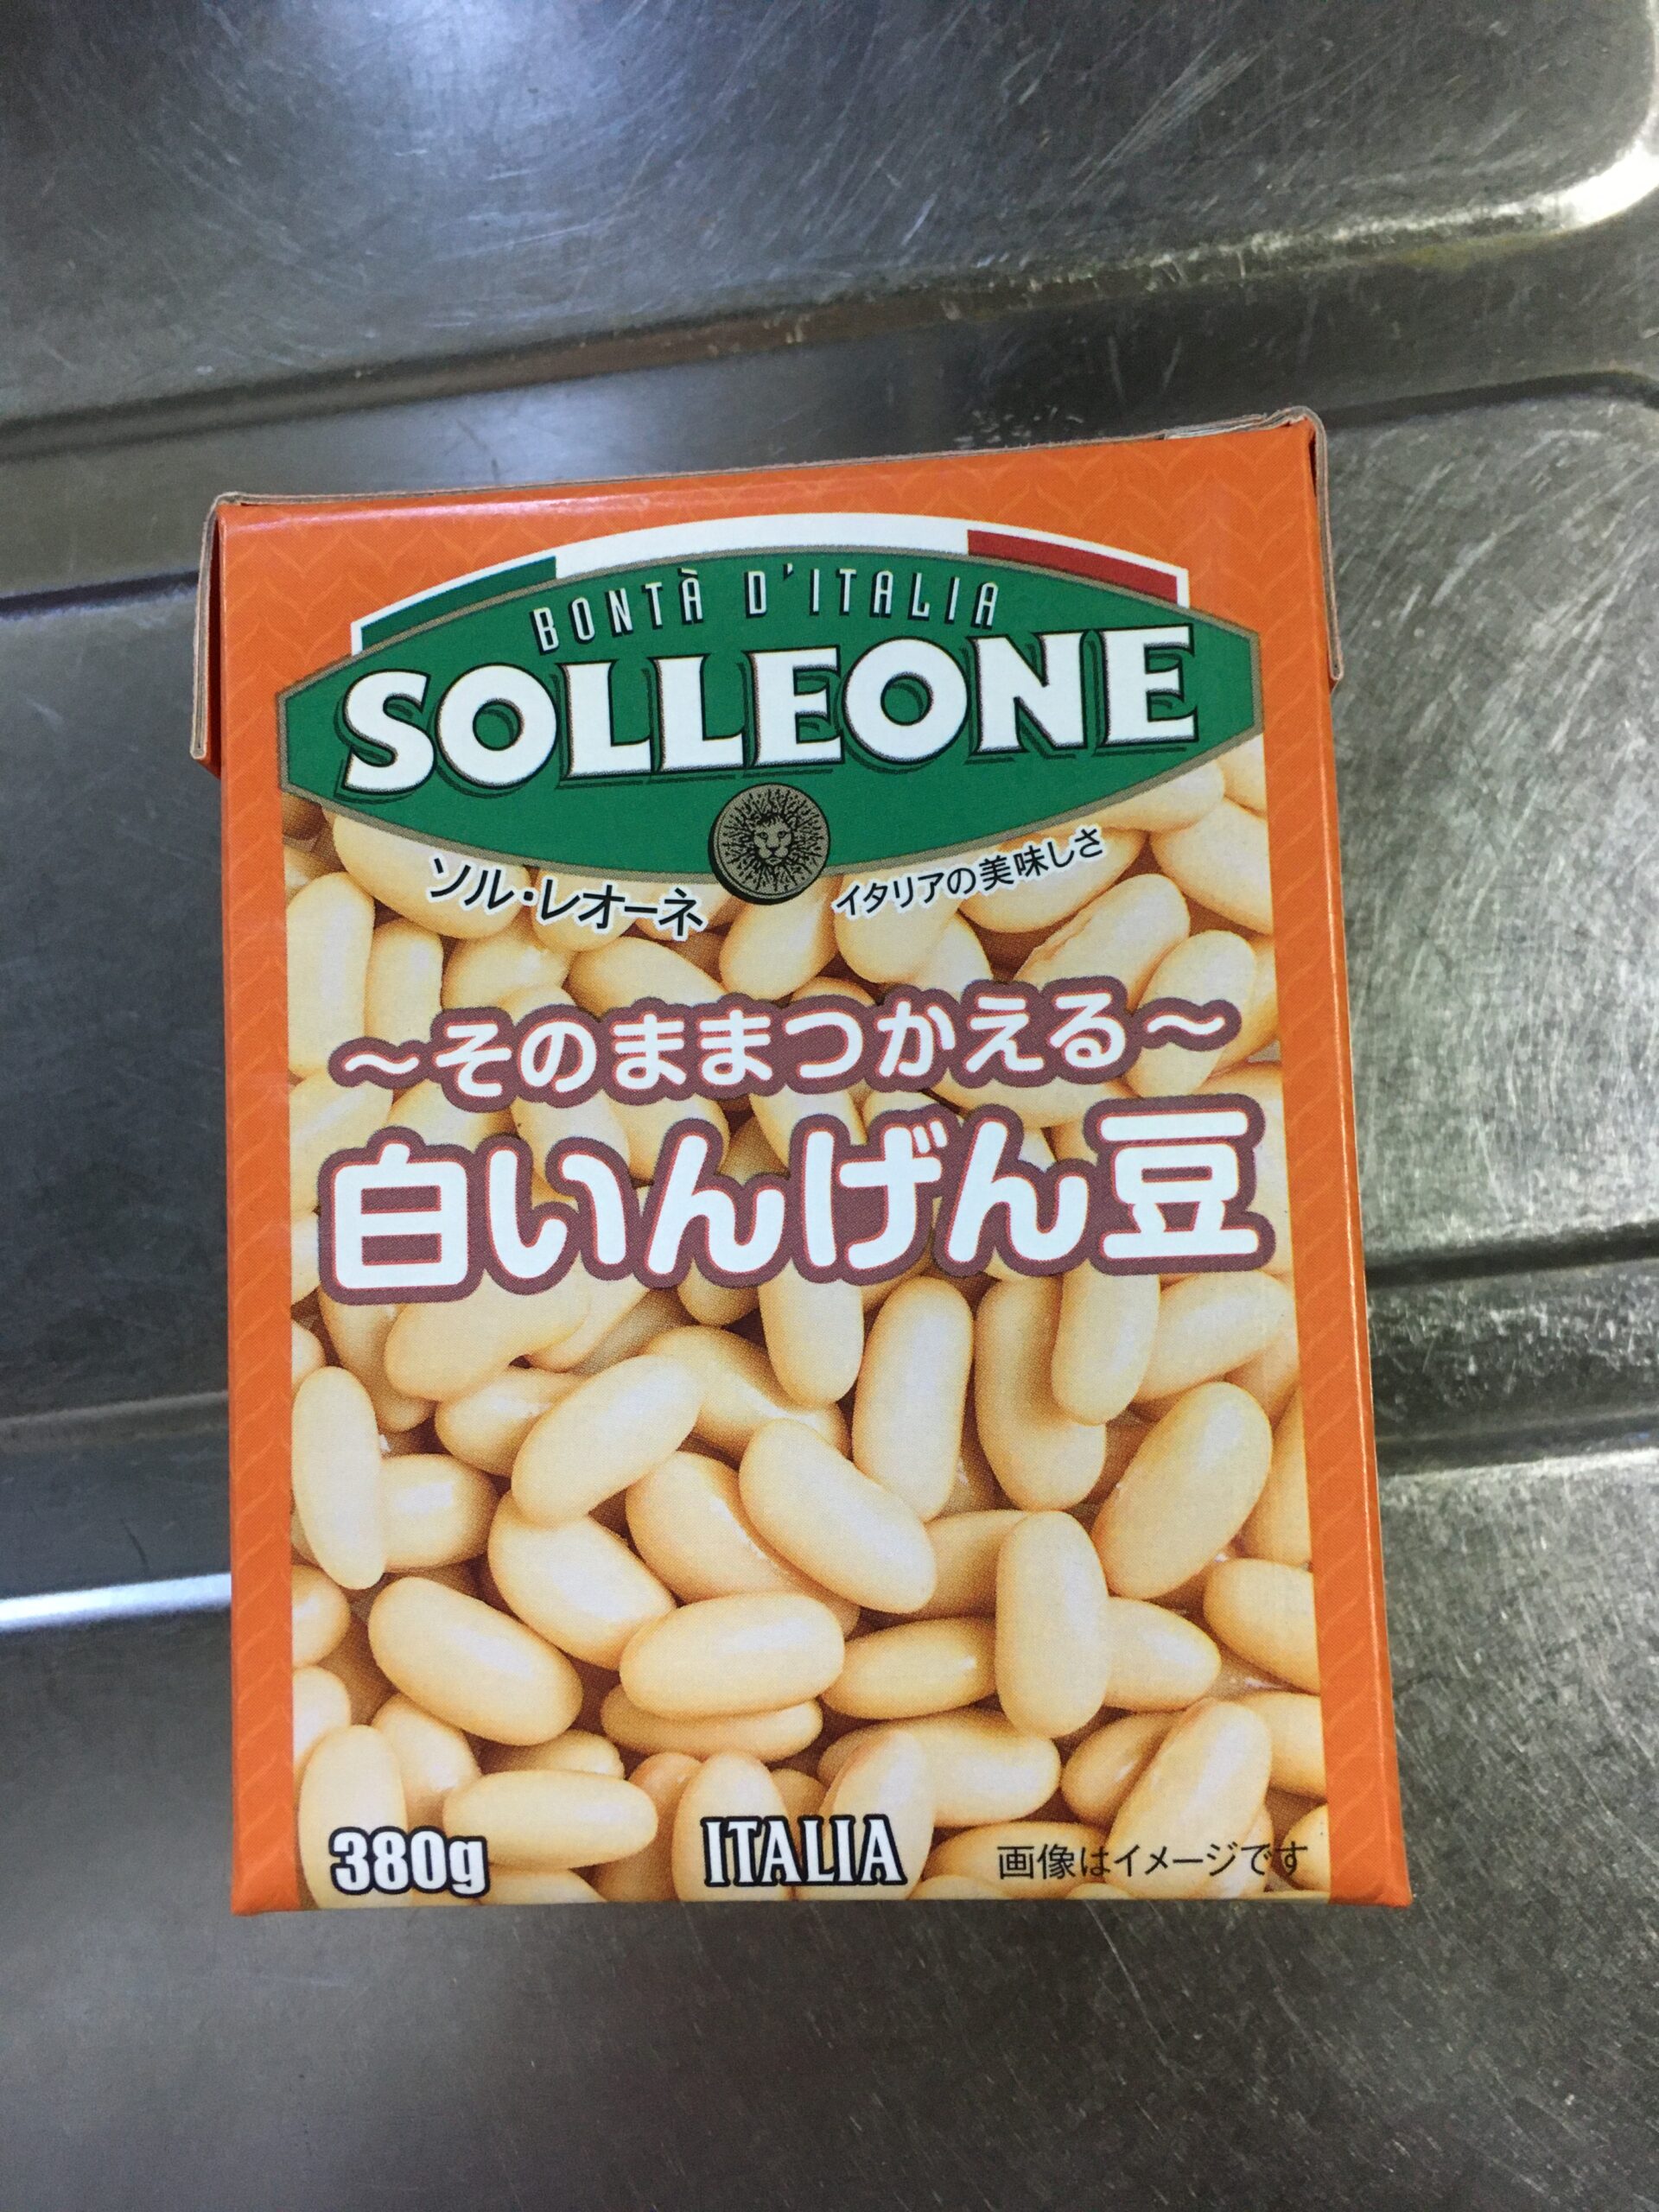 BONTÀ D'ITALIA
SOLLEONE
ソル・レオーネ
イタリアの美味しさ
～そのままつかえる～
白いんげん豆
380g
ITALIA
画像はイメージです